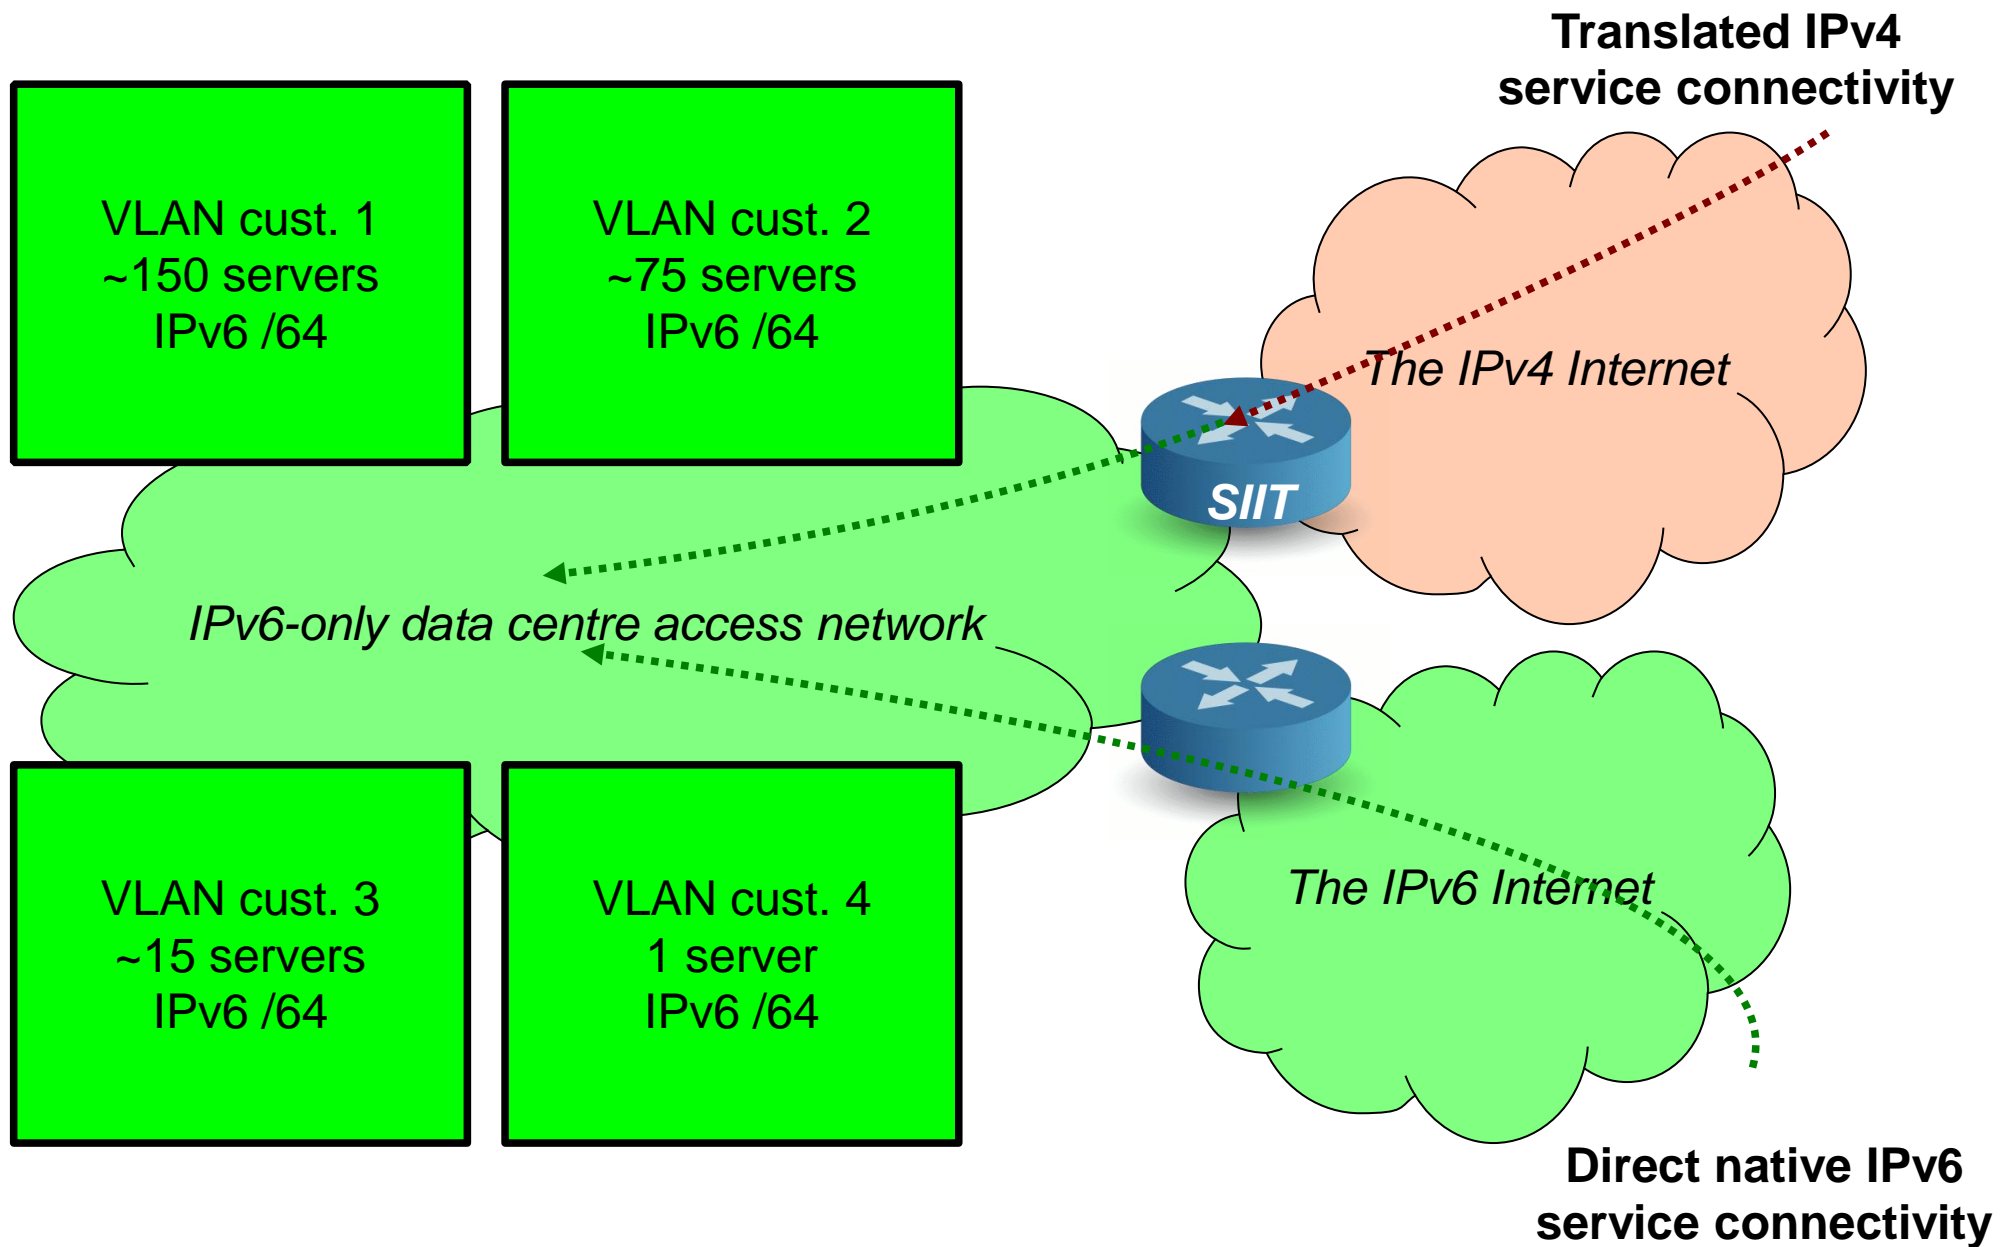 Translated IPv4
service connectivity
VLAN cust. 1
~150 servers
IPv6 /64
VLAN cust. 2
~75 servers
IPv6 /64
The IPv4 Internet
SIIT
IPv6-only data centre access network
VLAN cust. 3
~15 servers
IPv6 /64
VLAN cust. 4
1 server
IPv6 /64
The IPv6 Internet
Direct native IPv6
service connectivity